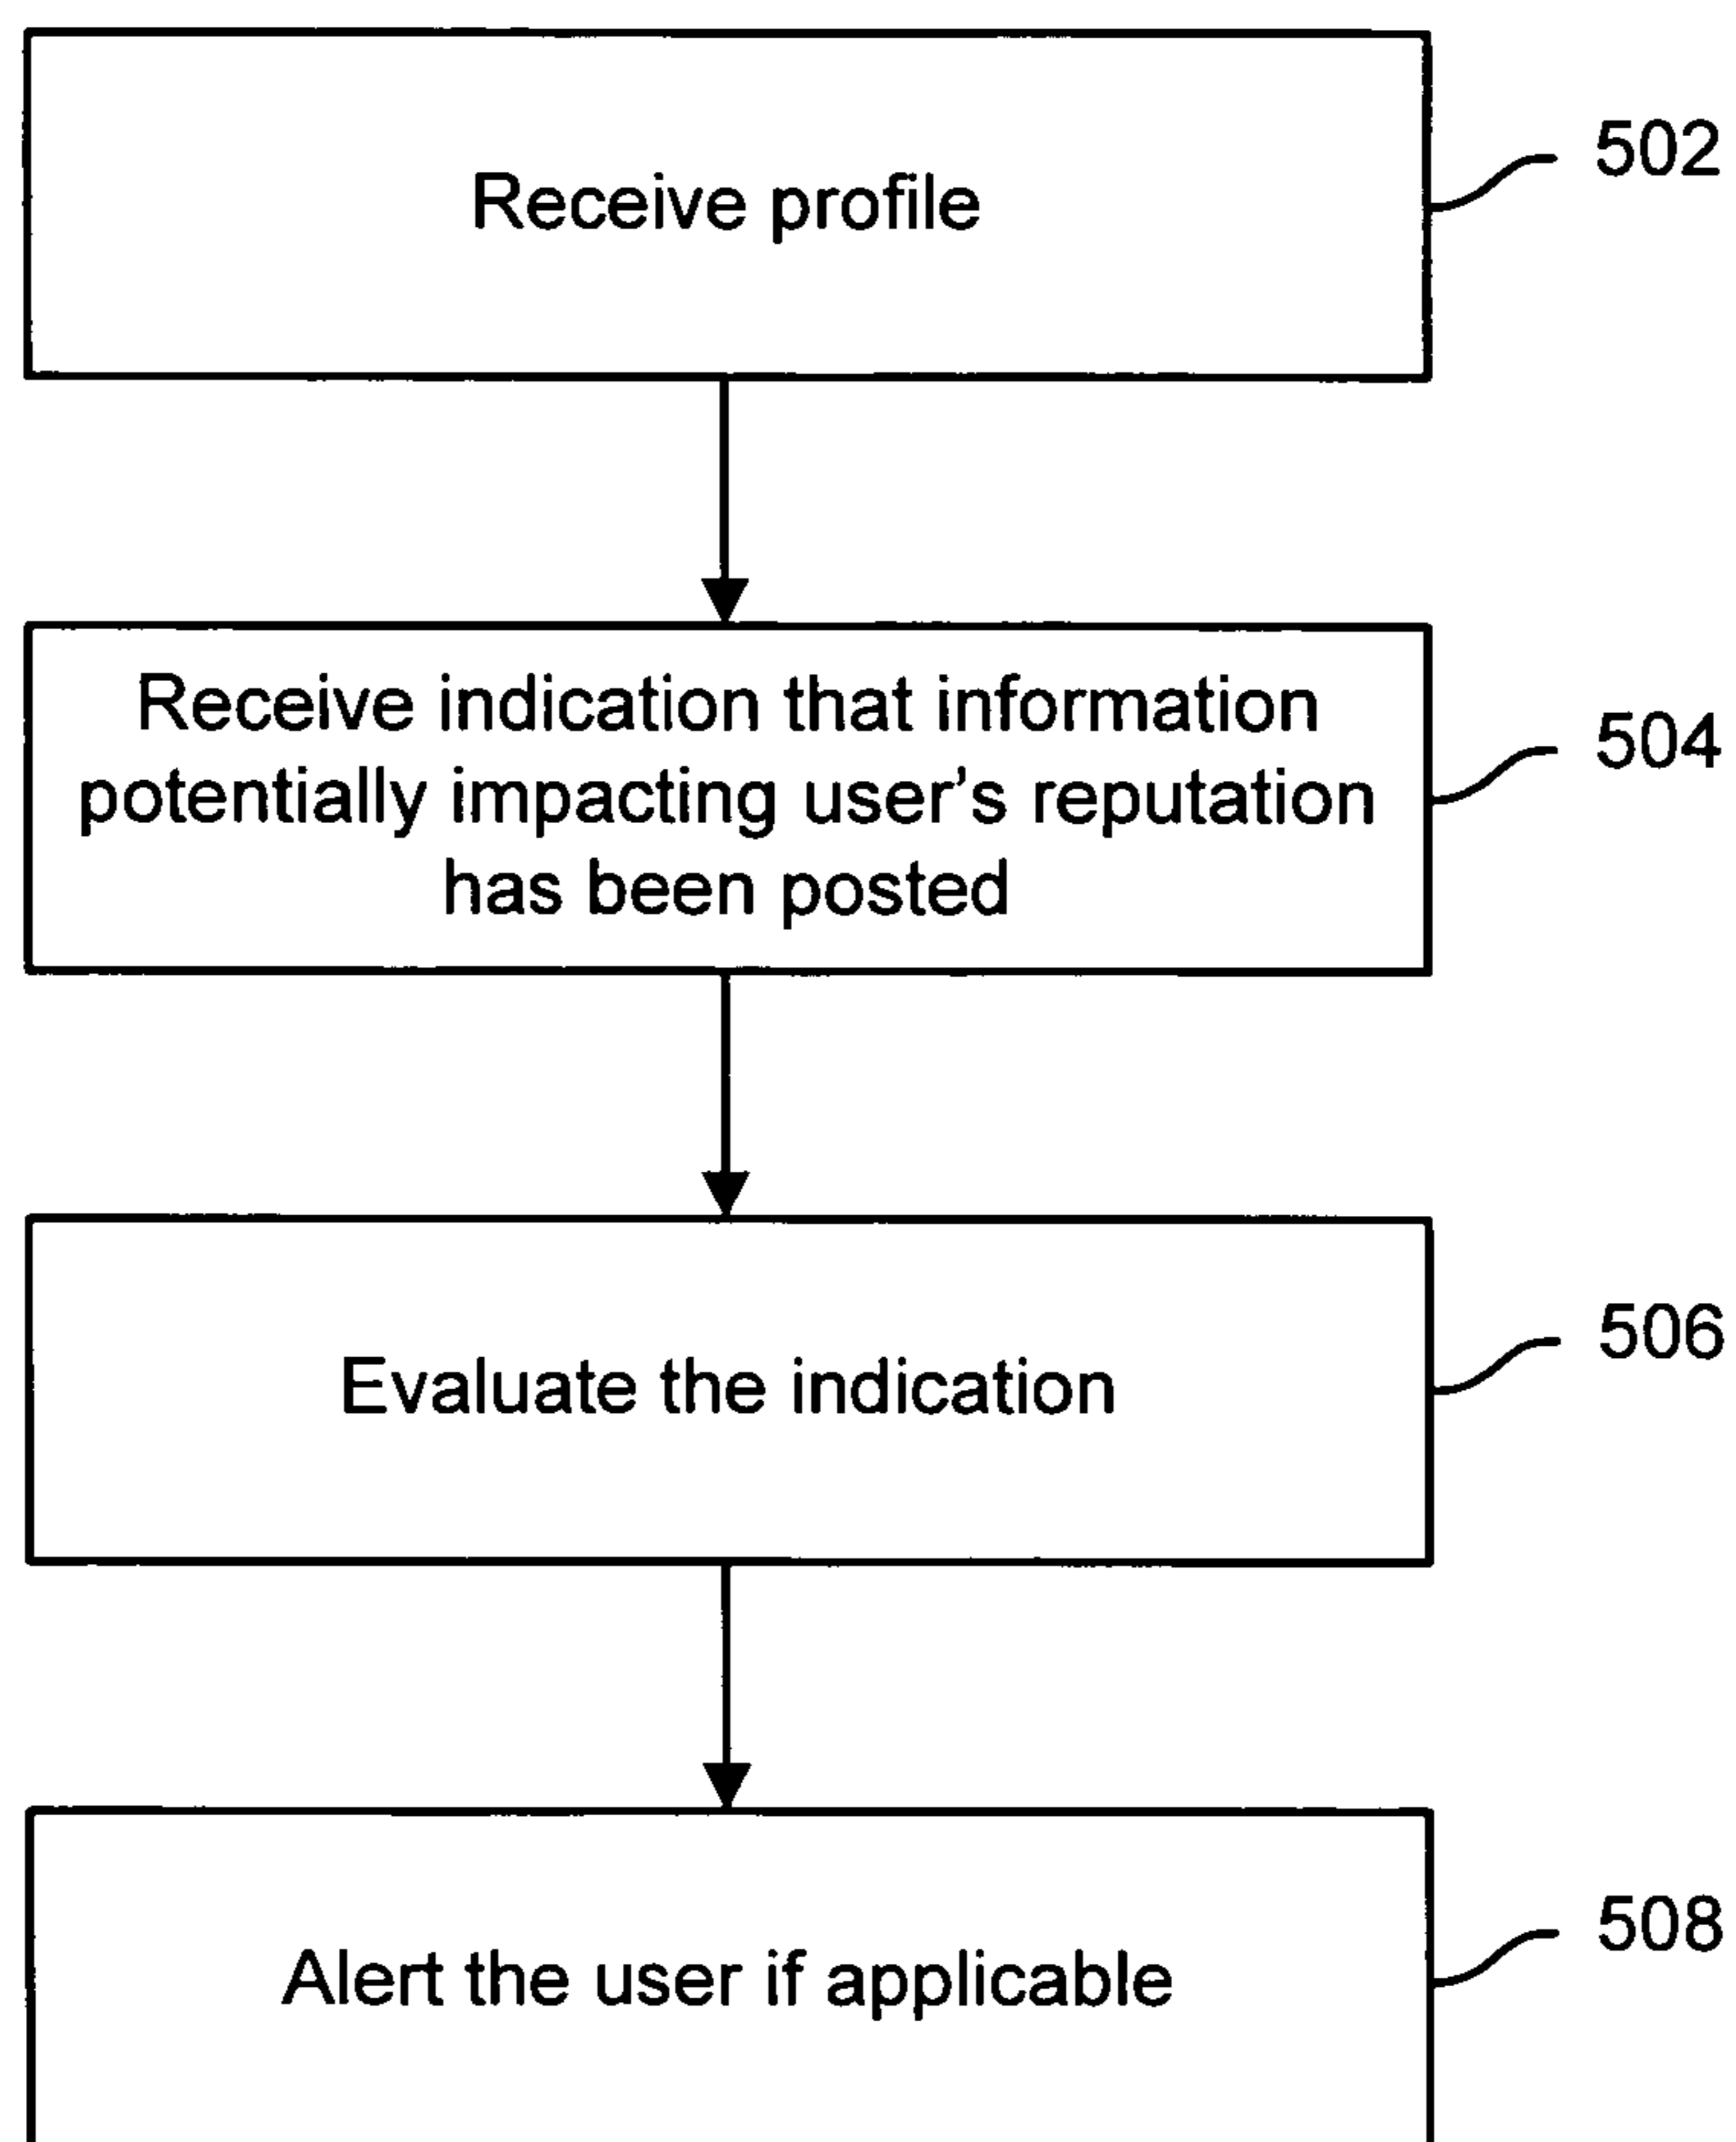 Receive profile
502
Receive indication that information
potentially impacting user’s reputation
has been posted
504
Evaluate the indication
506
Alert the user if applicable
508